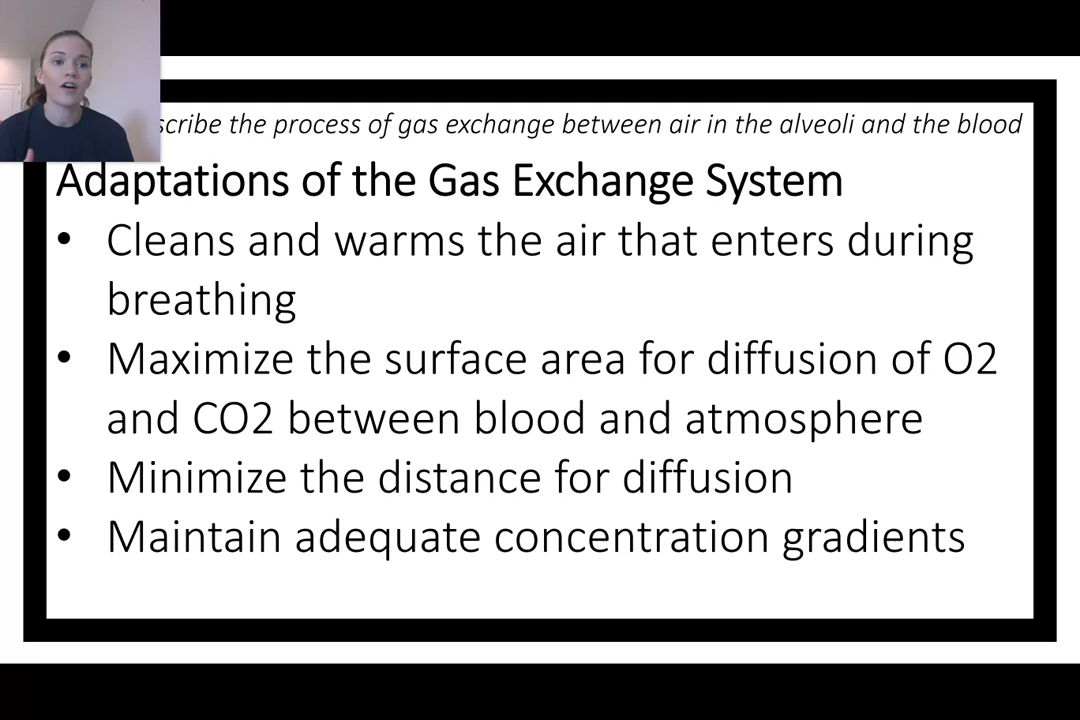 the process of gas exchange between air in the alveoli and the blood
Adaptations of the Gas Exchange System
• Cleans and warms the air that enters during
breathing
• Maximize the surface area for diffusion of O2
and CO2 between blood and atmosphere
• Minimize the distance for diffusion
• Maintain adequate concentration gradients